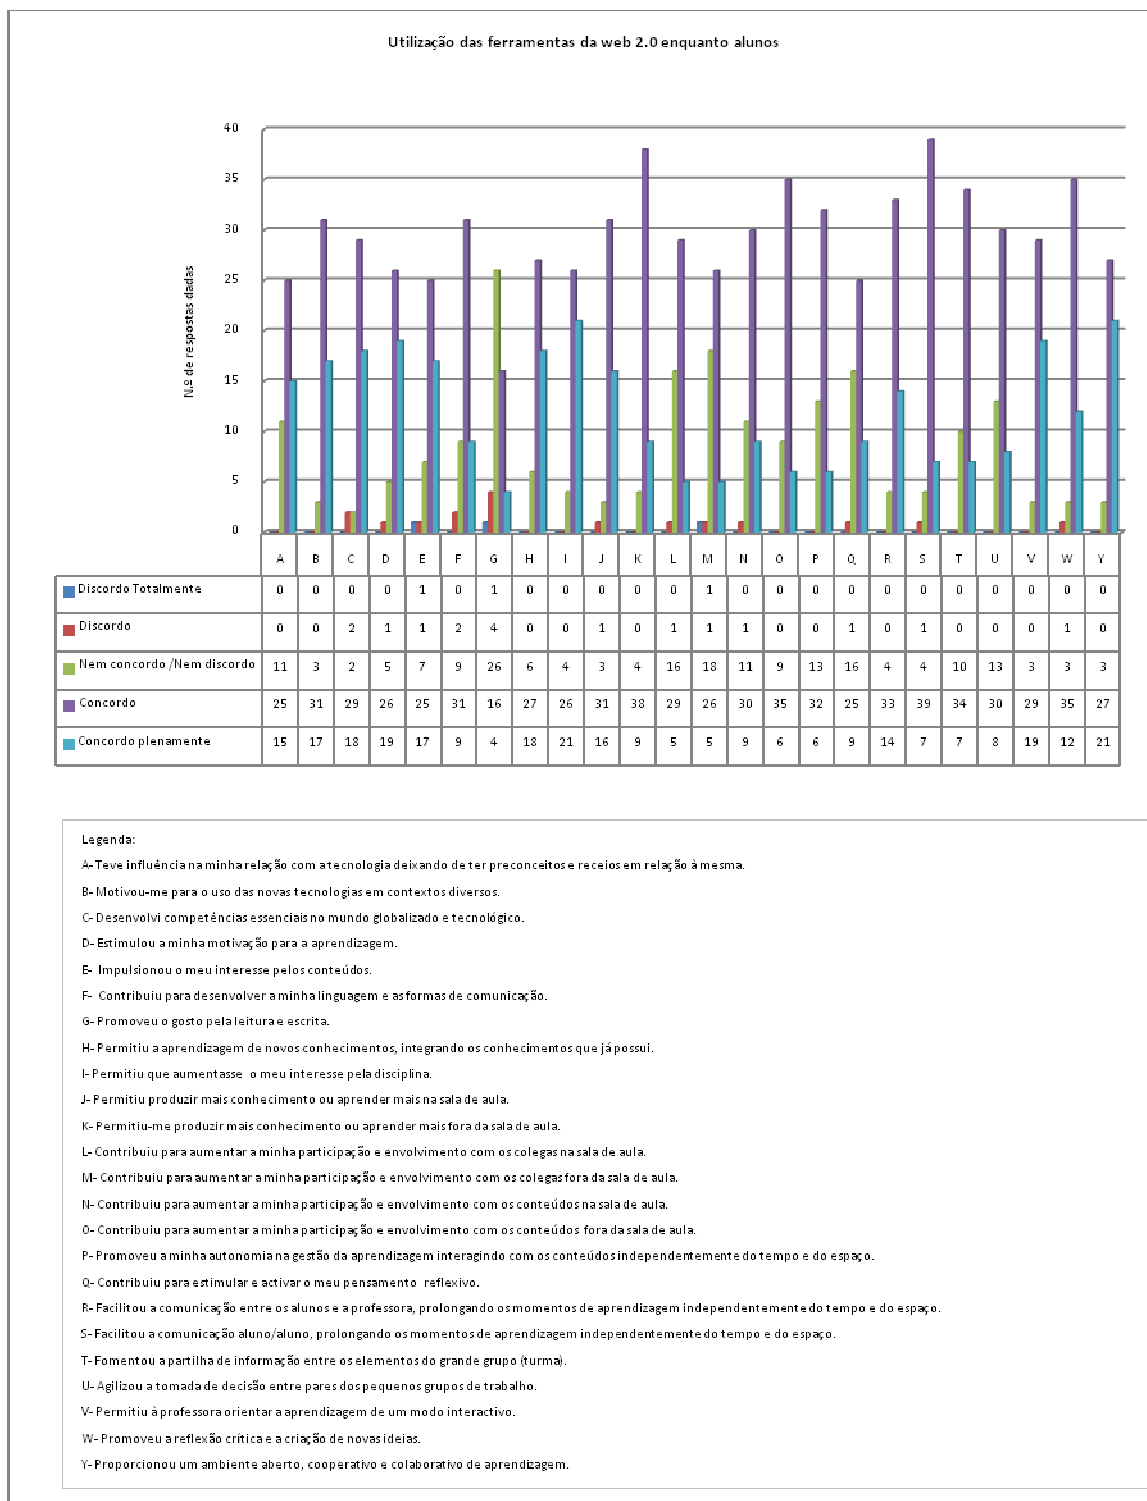 Utilização das ferramentas da web 2.0 enquanto alunos
N.º de respostas dadas
40
35
30
25
20
15
10
5
0
A B C D E F G H I J K L M N O P Q R S T U V W Y
Discordo Totalmente 0 0 0 0 1 0 1 0 0 0 0 0 1 0 0 0 0 0 0 0 0 0 0 0
Discordo 0 0 2 1 1 2 4 0 0 1 0 1 1 1 0 0 1 0 1 0 0 0 1 0
Nem concordo /Nem discordo 11 3 2 5 7 9 26 6 4 3 4 16 18 11 9 13 16 4 4 10 13 3 3 3
Concordo 25 31 29 26 25 31 16 27 26 31 38 29 26 30 35 32 25 33 39 34 30 29 35 27
Concordo plenamente 15 17 18 19 17 9 4 18 21 16 9 5 5 9 6 6 9 14 7 7 8 19 12 21
Legenda:
A- Teve influência na minha relação com a tecnologia deixando de ter preconceitos e receios em relação à mesma.
B- Motivou-me para o uso das novas tecnologias em contextos diversos.
C- Desenvolvi competências essenciais no mundo globalizado e tecnológico.
D- Estimulou a minha motivação para a aprendizagem.
E- Impulsionou o meu interesse pelos conteúdos.
F- Contribuiu para desenvolver a minha linguagem e as formas de comunicação.
G- Promoveu o gosto pela leitura e escrita.
H- Permitiu a aprendizagem de novos conhecimentos, integrando os conhecimentos que já possui.
I- Permitiu que aumentasse o meu interesse pela disciplina.
J- Permitiu produzir mais conhecimento ou aprender mais na sala de aula.
K- Permitiu-me produzir mais conhecimento ou aprender mais fora da sala de aula.
L- Contribuiu para aumentar a minha participação e envolvimento com os colegas na sala de aula.
M- Contribuiu para aumentar a minha participação e envolvimento com os colegas fora da sala de aula.
N- Contribuiu para aumentar a minha participação e envolvimento com os conteúdos na sala de aula.
O- Contribuiu para aumentar a minha participação e envolvimento com os conteúdos fora da sala de aula.
P- Promoveu a minha autonomia na gestão da aprendizagem interagindo com os conteúdos independentemente do tempo e do espaço.
Q- Contribuiu para estimular e activar o meu pensamento reflexivo.
R- Facilitou a comunicação entre os alunos e a professora, prolongando os momentos de aprendizagem independentemente do tempo e do espaço.
S- Facilitou a comunicação aluno/aluno, prolongando os momentos de aprendizagem independentemente do tempo e do espaço.
T- Fomentou a partilha de informação entre os elementos do grande grupo (turma).
U- Agilizou a tomada de decisão entre pares dos pequenos grupos de trabalho.
V- Permitiu à professora orientar a aprendizagem de um modo interactivo.
W- Promoveu a reflexão crítica e a criação de novas ideias.
Y- Proporcionou um ambiente aberto, cooperativo e colaborativo de aprendizagem.